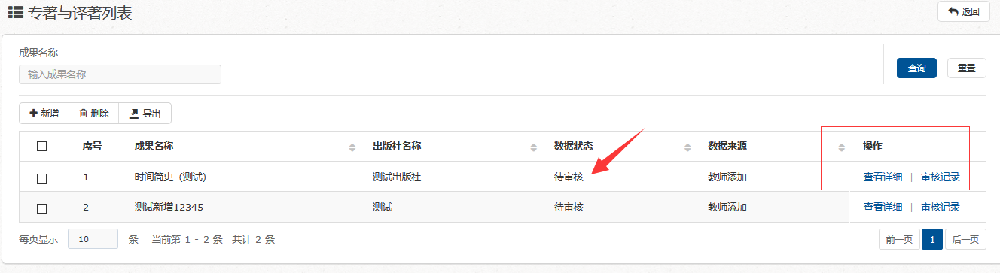 专著与译著列表 返回
成果名称
输入成果名称 查询 重置
新增 删除 导出
序号 成果名称 出版社名称 数据状态 数据来源 操作
1 时间简史（测试） 测试出版社 待审核 教师添加 查看详细 | 审核记录
2 测试新增12345 测试 待审核 教师添加 查看详细 | 审核记录
每页显示 10 条 当前第 1 - 2 条 共计 2 条 前一页 1 后一页